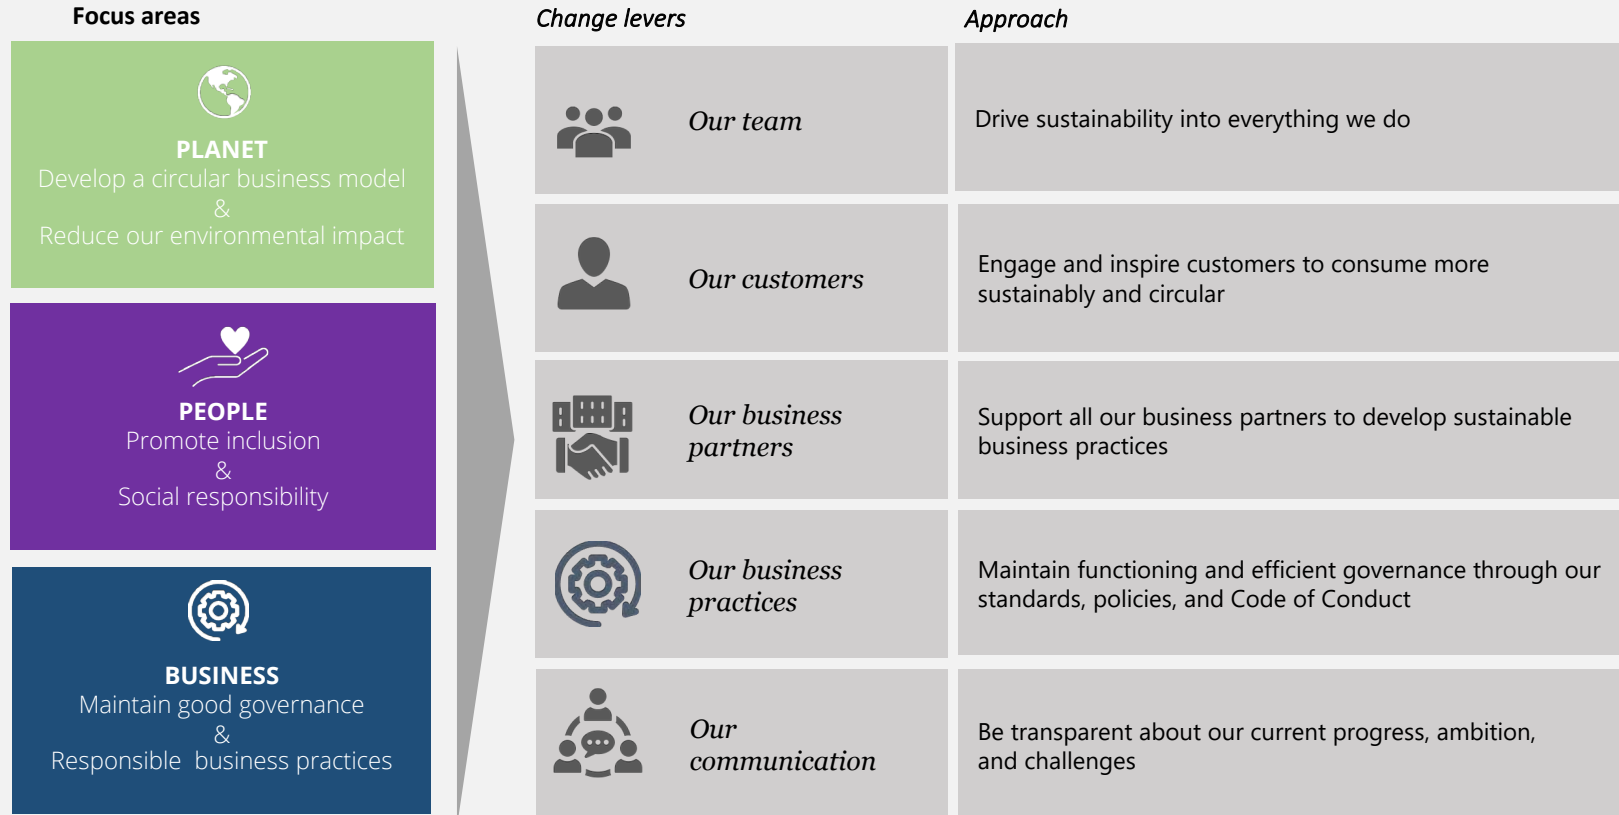 Focus areas
PLANET
Develop a circular business model
&
Reduce our environmental impact
PEOPLE
Promote inclusion
&
Social responsibility
BUSINESS
Maintain good governance
&
Responsible  business practices
Change levers
Approach
Our team
Drive sustainability into everything we do
Our customers
Engage and inspire customers to consume more
sustainably and circular
Our business
partners
Support all our business partners to develop sustainable
business practices
Our business
practices
Maintain functioning and efficient governance through our
standards, policies, and Code of Conduct
Our
communication
Be transparent about our current progress, ambition,
and challenges